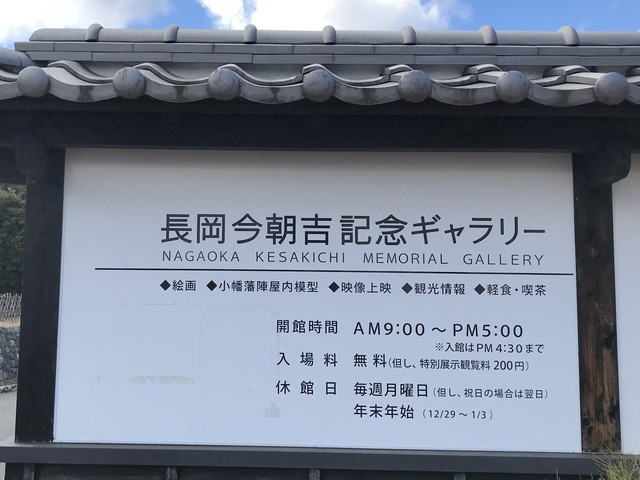 長岡今朝吉記念ギャラリー
NAGAOKA KESAKICHI MEMORIAL GALLERY
◆絵画 ◆小幡藩陣屋内模型 ◆映像上映 ◆観光情報 ◆軽食・喫茶
開館時間 AM9:00 ～ PM5:00
※入館はPM4:30まで
入場料 無料(但し、特別展示観覧料200円)
休館日 毎週月曜日(但し、祝日の場合は翌日)
年末年始 (12/29～1/3)